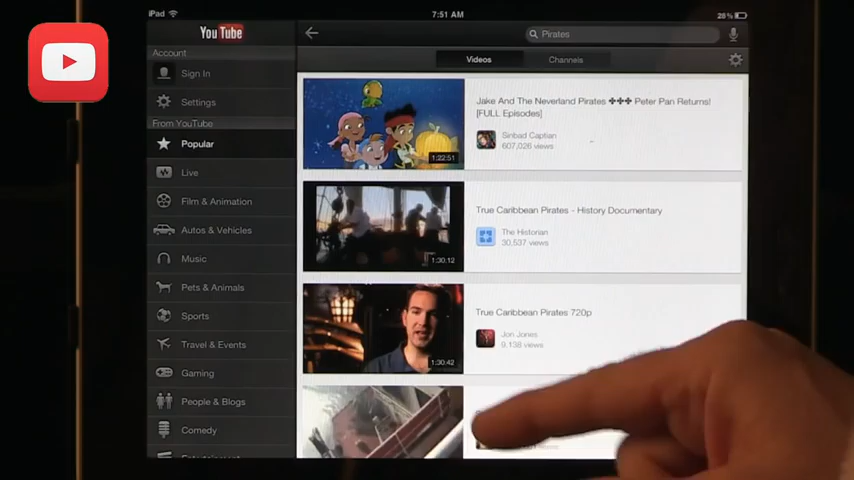 iPad
7:51 AM
28%
YouTube
Pirates
Account
Videos
Channels
Sign In
Settings
From YouTube
Popular
Live
Film & Animation
Autos & Vehicles
Music
Pets & Animals
Sports
Travel & Events
Gaming
People & Blogs
Comedy
Entertainment
1:22:51
Jake And The Neverland Pirates ✤✤✤ Peter Pan Returns!
[FULL Episodes]
Sinbad Captian
607,026 views
1:30:12
True Caribbean Pirates - History Documentary
The Historian
30,537 views
1:30:42
True Caribbean Pirates 720p
Jon Jones
9,138 views